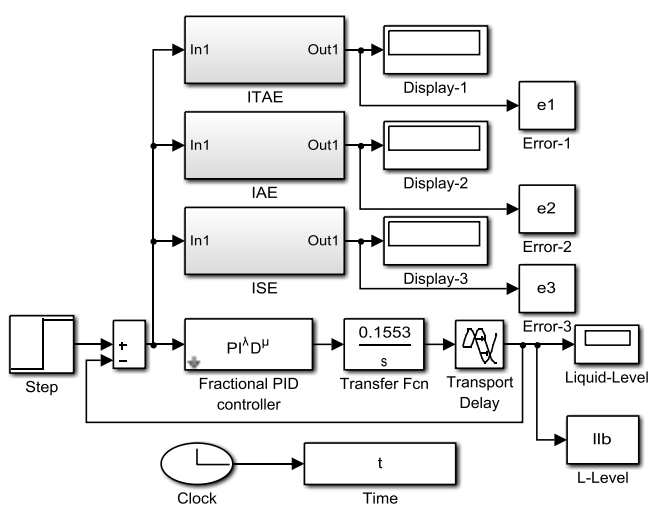 In1 Out1
ITAE
Display-1
e1
Error-1
In1 Out1
IAE
Display-2
e2
Error-2
In1 Out1
ISE
Display-3
e3
Error-3
Step
+
−
PI^λD^μ
Fractional PID
controller
0.1553
s
Transfer Fcn
Transport
Delay
Liquid-Level
llb
L-Level
Clock
t
Time